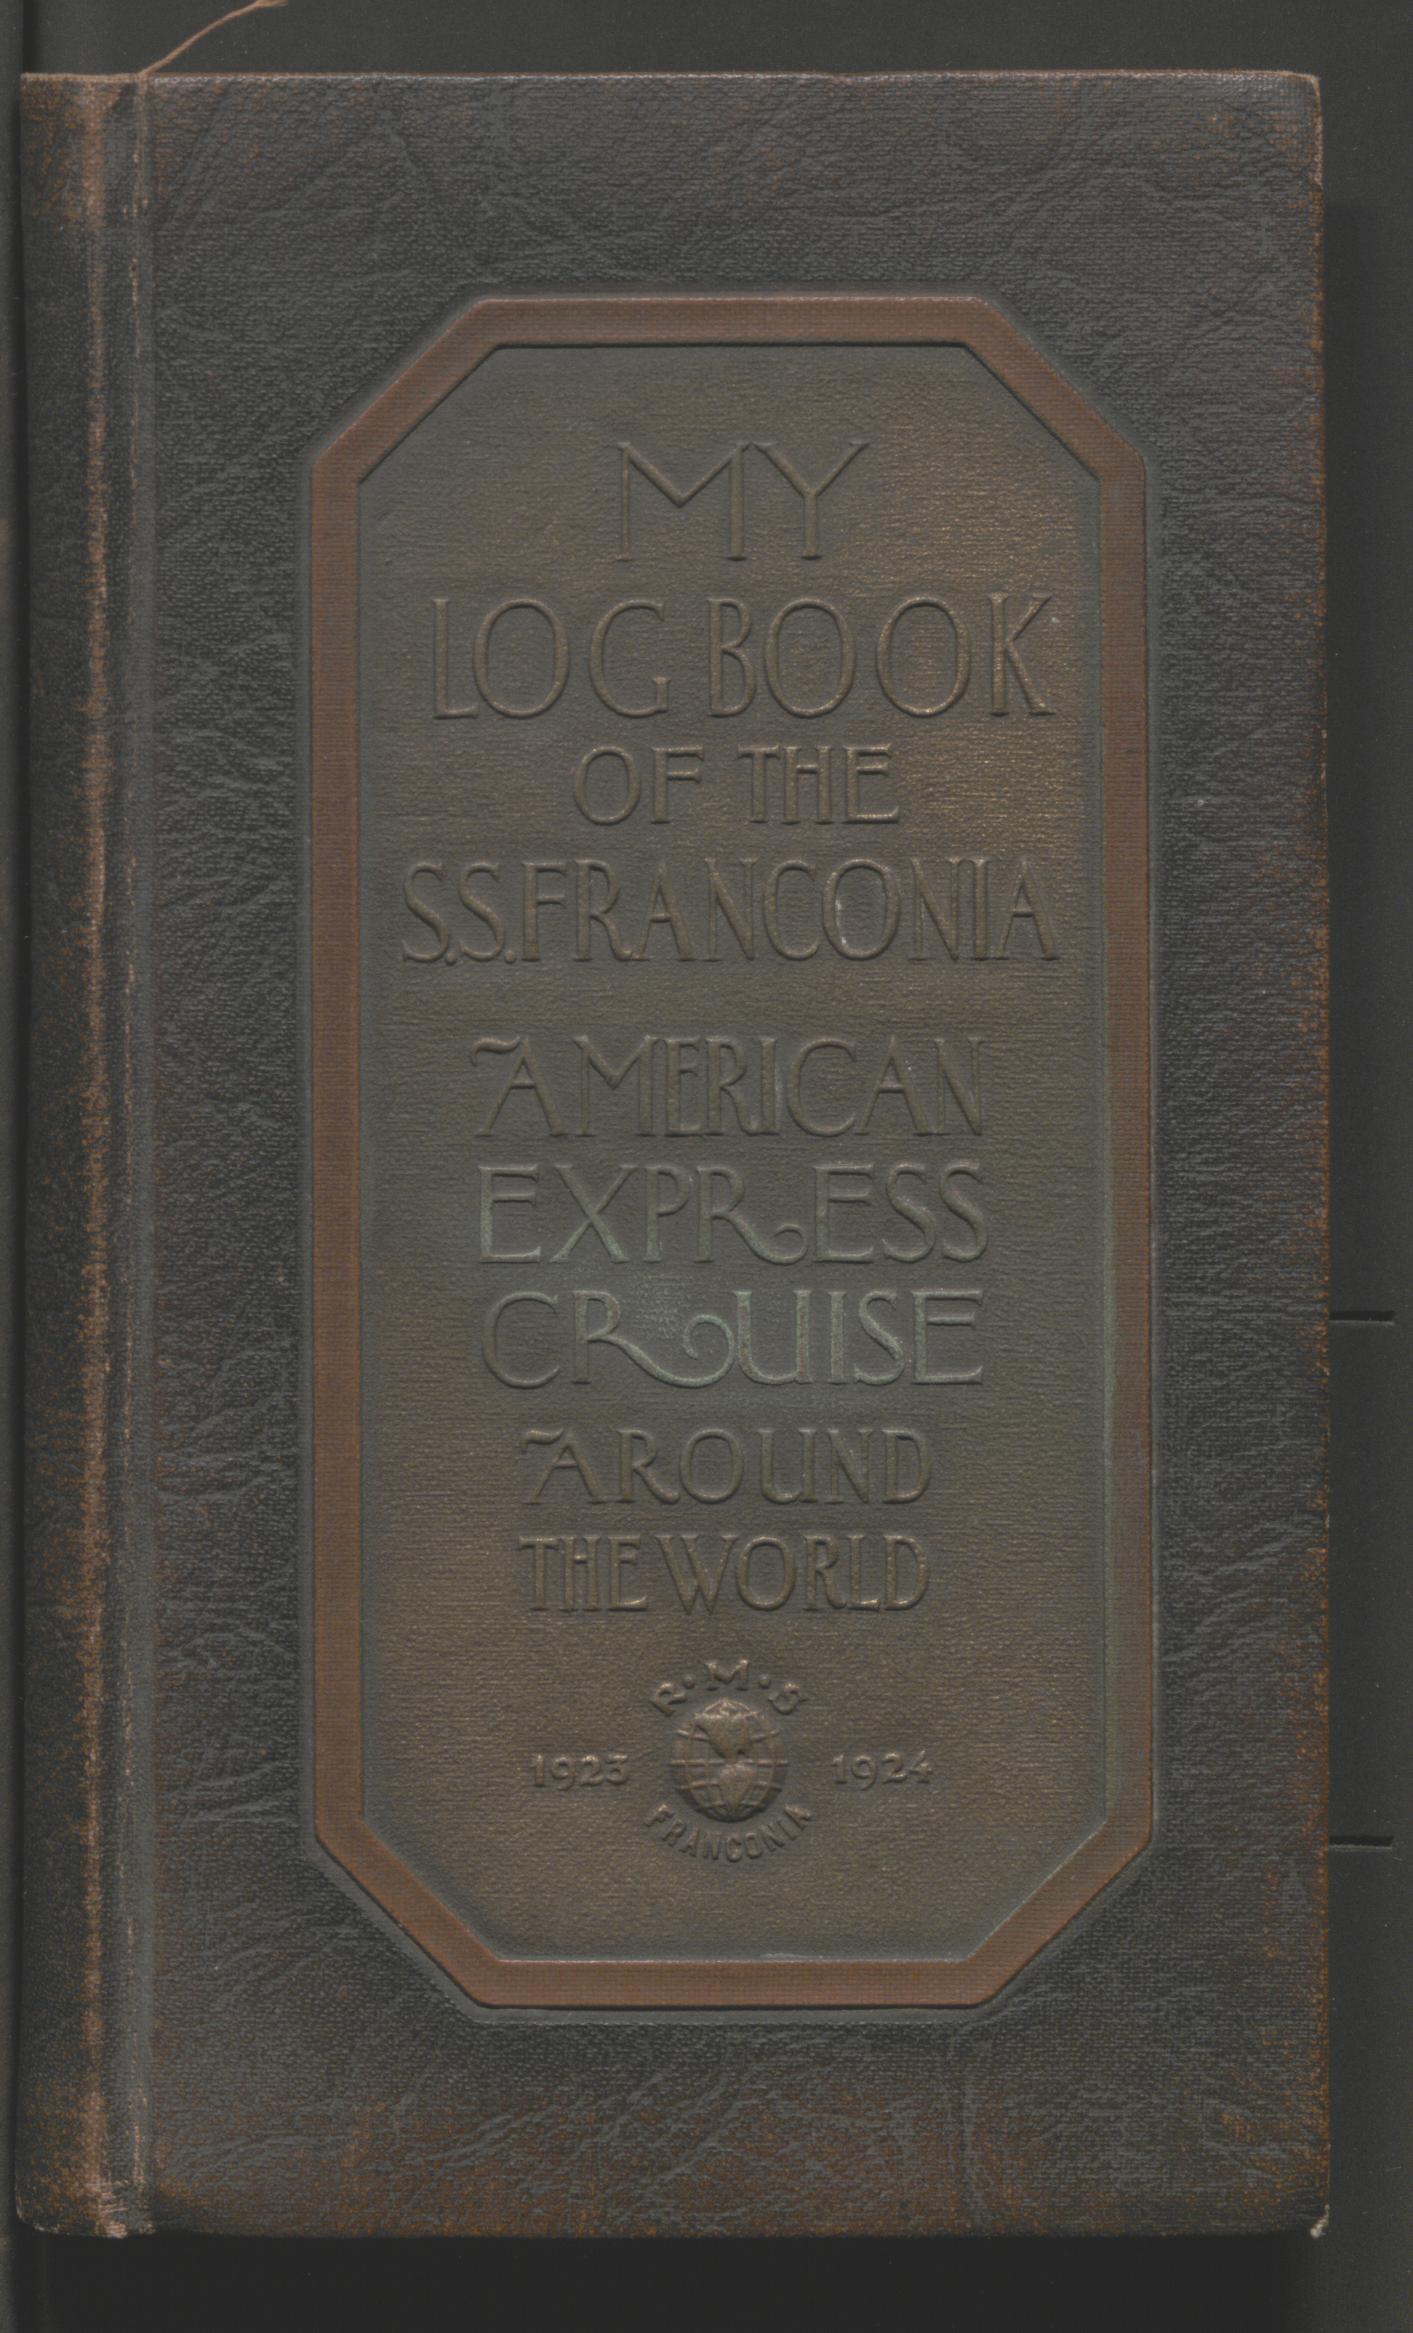 MY
LOG BOOK
OF THE
S.S. FRANCONIA
AMERICAN
EXPRESS
CRUISE
AROUND
THE WORLD
R·M·S
1923 1924
FRANCONIA